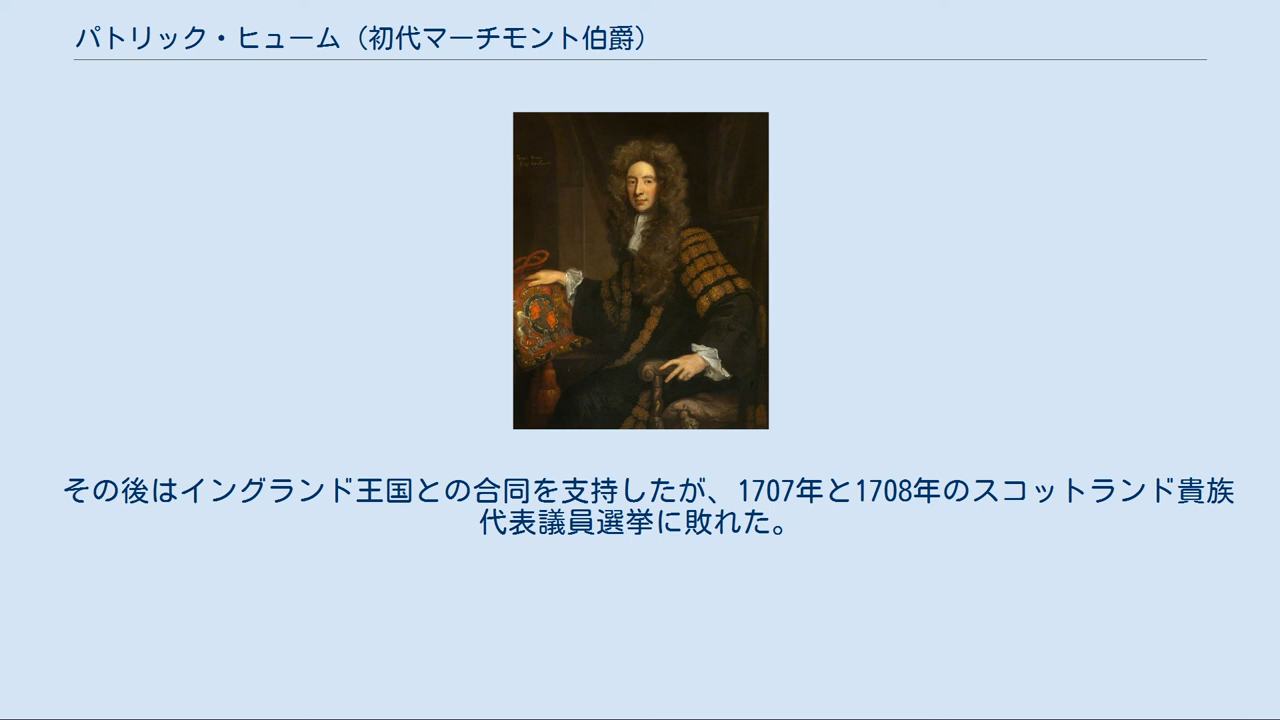 パトリック・ヒューム（初代マーチモント伯爵）
その後はイングランド王国との合同を支持したが、1707年と1708年のスコットランド貴族
代表議員選挙に敗れた。